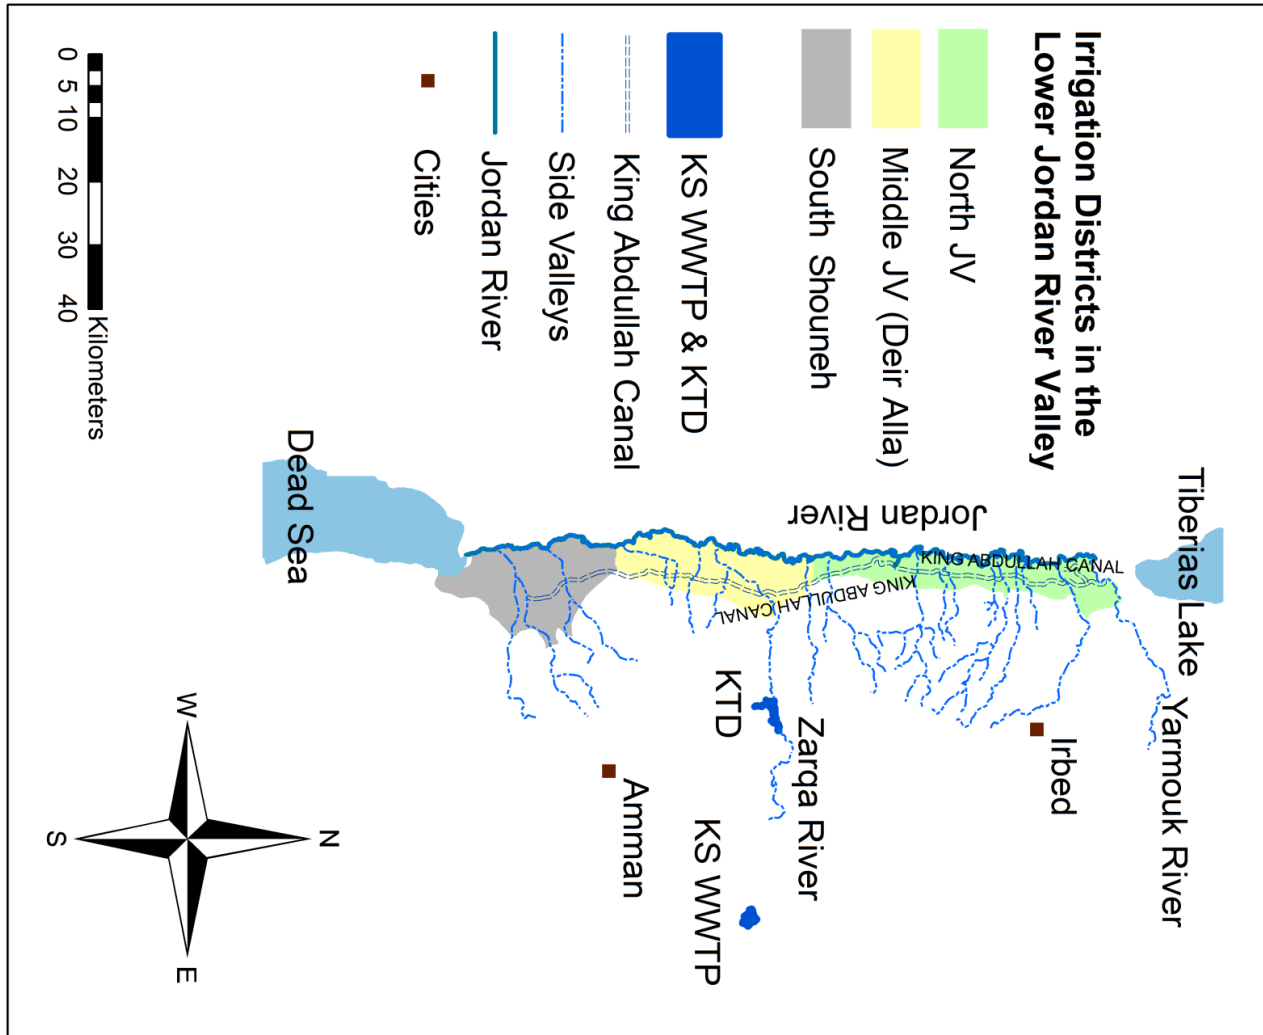 Irrigation Districts in the
Lower Jordan River Valley
North JV
Middle JV (Deir Alla)
South Shouneh
KS WWTP & KTD
King Abdullah Canal
Side Valleys
Jordan River
Cities
0 5 10 20 30 40
Kilometers
Tiberias Lake
Yarmouk River
Jordan River
KING ABDULLAH CANAL
KING ABDULLAH CANAL
Irbed
Zarqa River
KTD
KS WWTP
Amman
Dead Sea
N
W
E
S